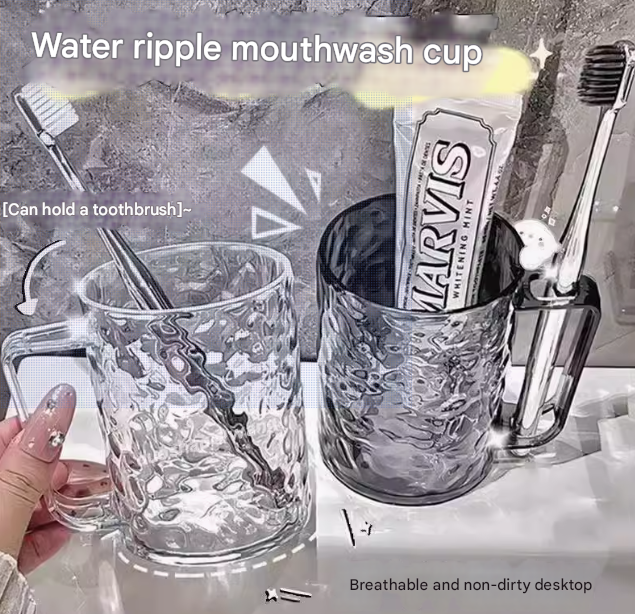 Water ripple mouthwash cup
[Can hold a toothbrush]~
MARVIS
WHITENING MINT
Breathable and non-dirty desktop